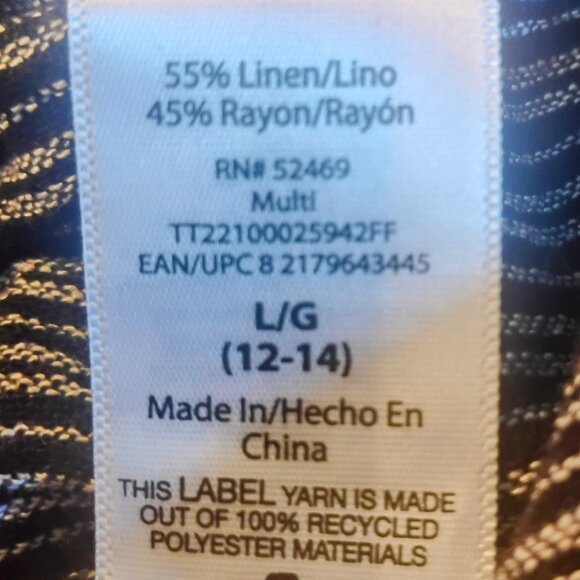 55% Linen/Lino
45% Rayon/Rayón
RN# 52469
Multi
TT22100025942FF
EAN/UPC 8 2179643445
L/G
(12-14)
Made In/Hecho En
China
THIS LABEL YARN IS MADE
OUT OF 100% RECYCLED
POLYESTER MATERIALS